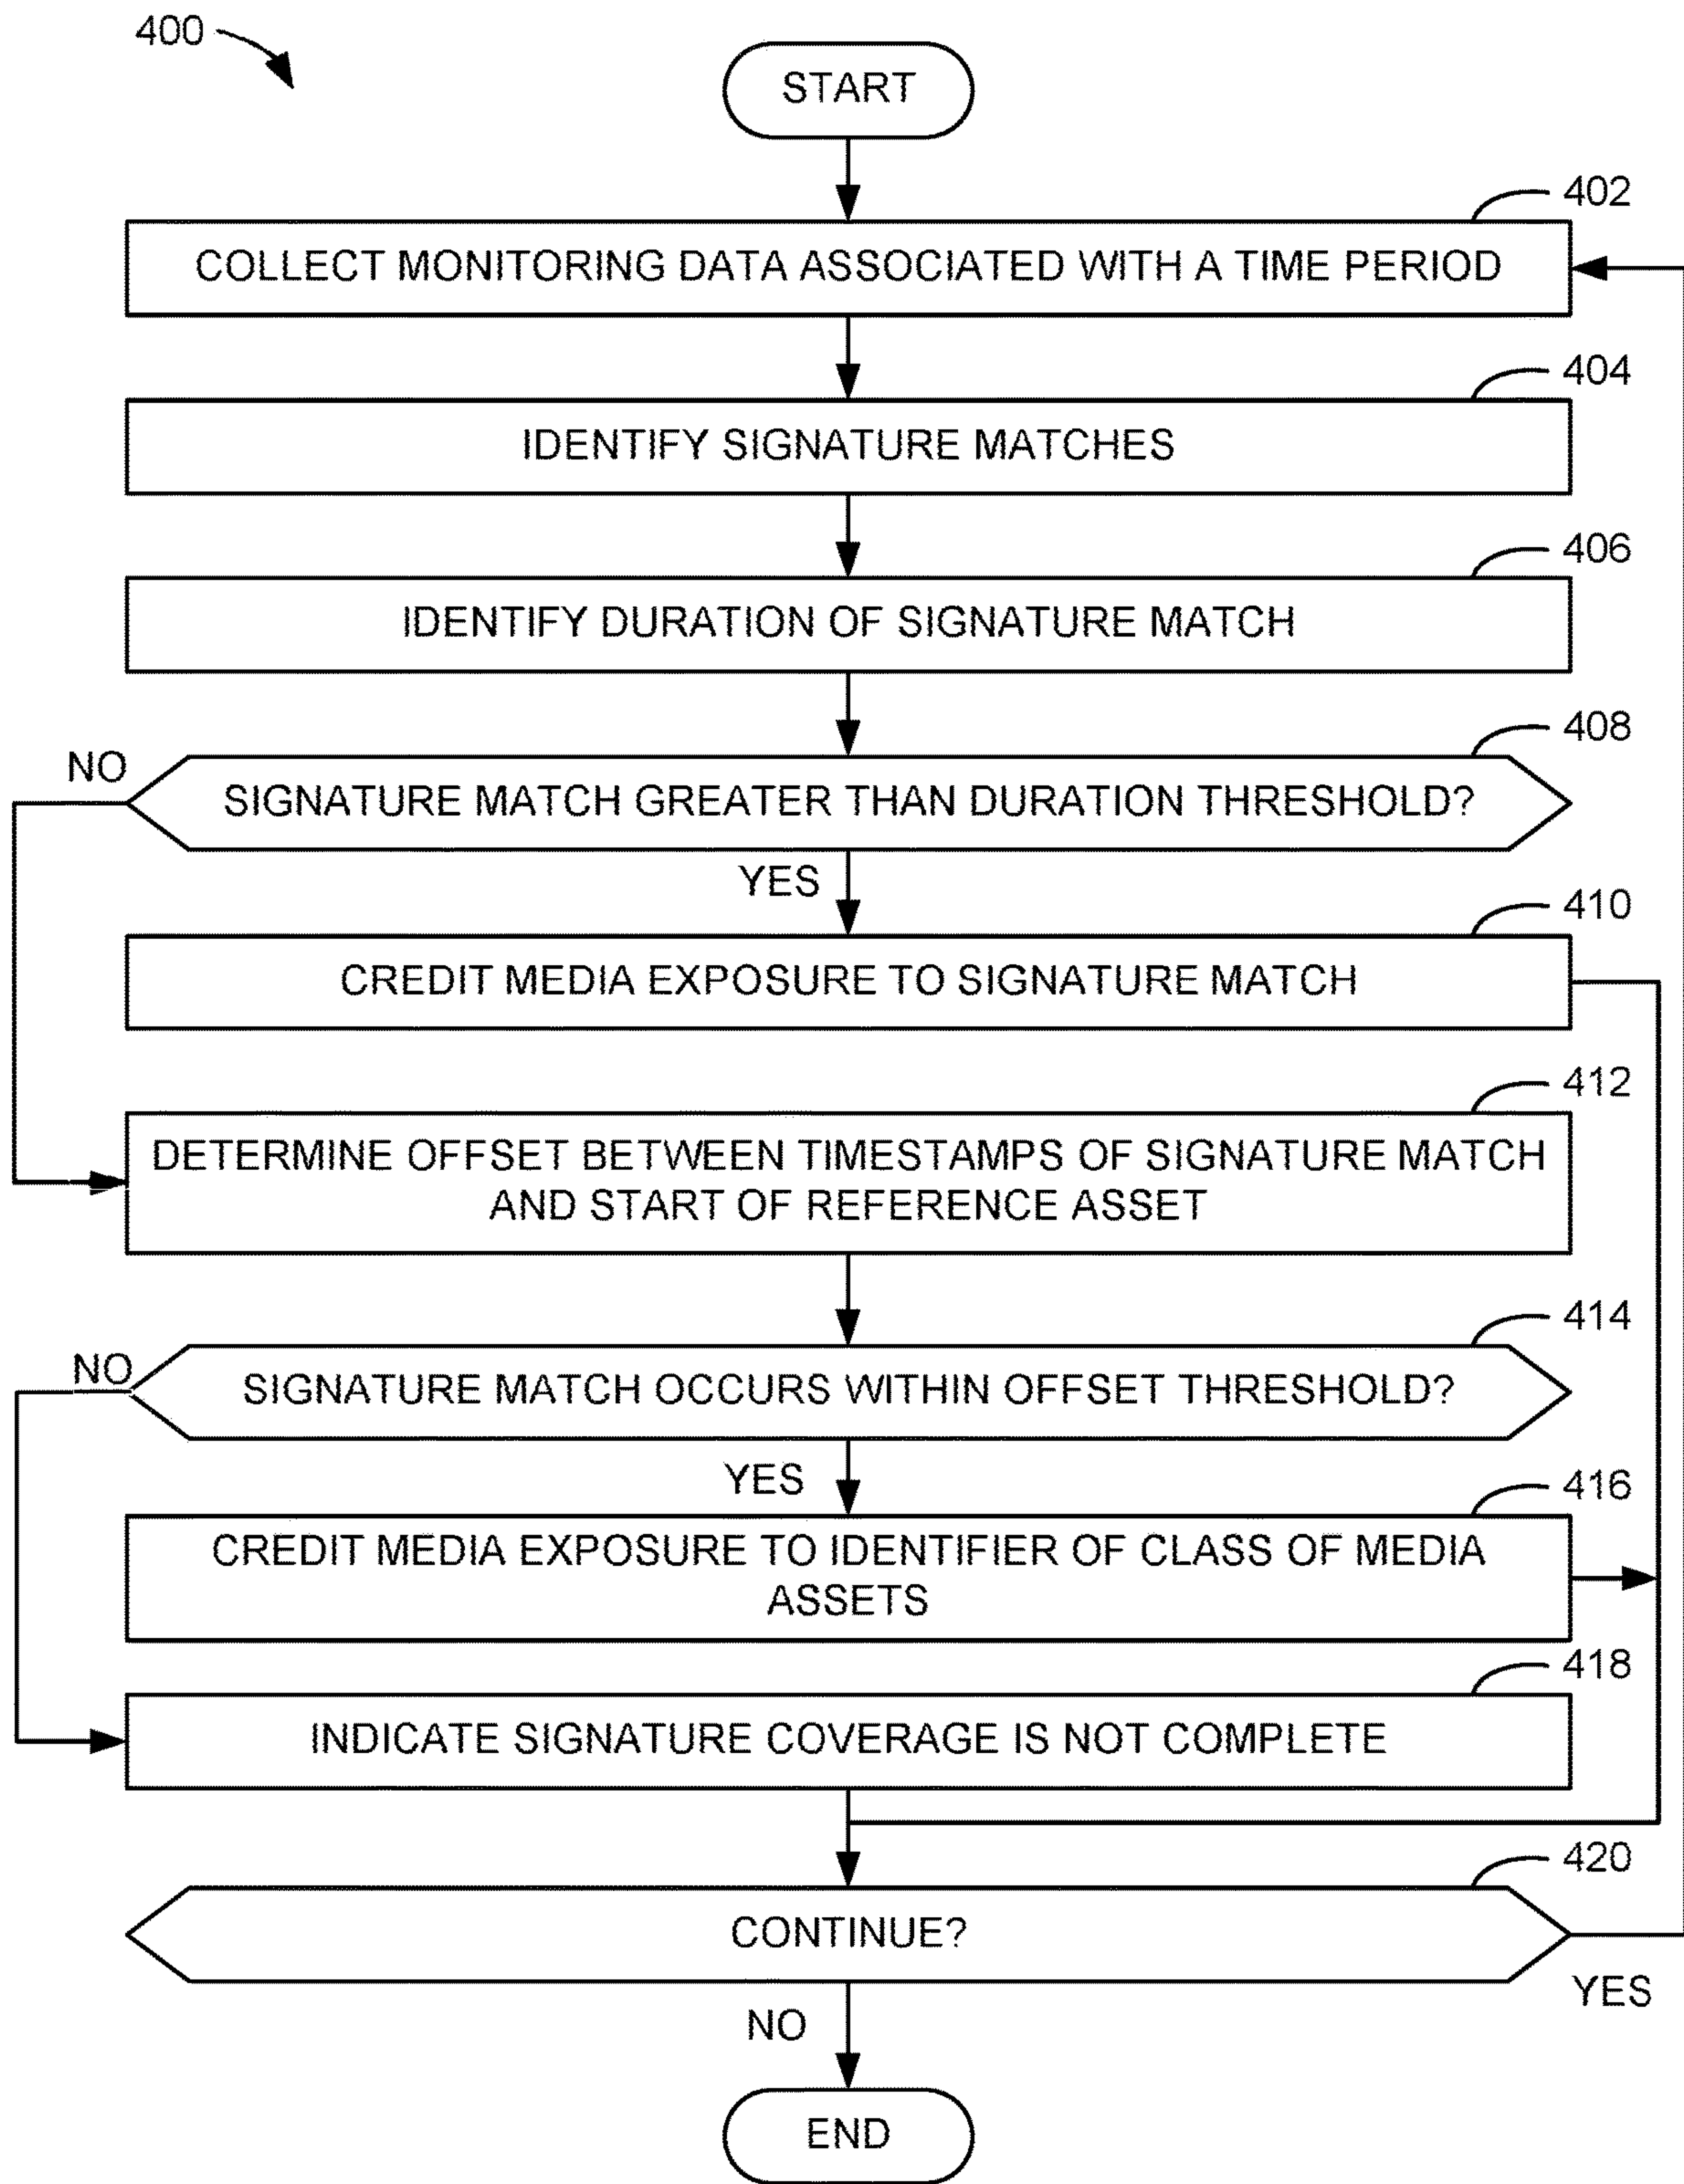 400
START
402
COLLECT MONITORING DATA ASSOCIATED WITH A TIME PERIOD
404
IDENTIFY SIGNATURE MATCHES
406
IDENTIFY DURATION OF SIGNATURE MATCH
408
NO
SIGNATURE MATCH GREATER THAN DURATION THRESHOLD?
YES
410
CREDIT MEDIA EXPOSURE TO SIGNATURE MATCH
412
DETERMINE OFFSET BETWEEN TIMESTAMPS OF SIGNATURE MATCH
AND START OF REFERENCE ASSET
414
NO
SIGNATURE MATCH OCCURS WITHIN OFFSET THRESHOLD?
YES
416
CREDIT MEDIA EXPOSURE TO IDENTIFIER OF CLASS OF MEDIA
ASSETS
418
INDICATE SIGNATURE COVERAGE IS NOT COMPLETE
420
CONTINUE?
YES
NO
END